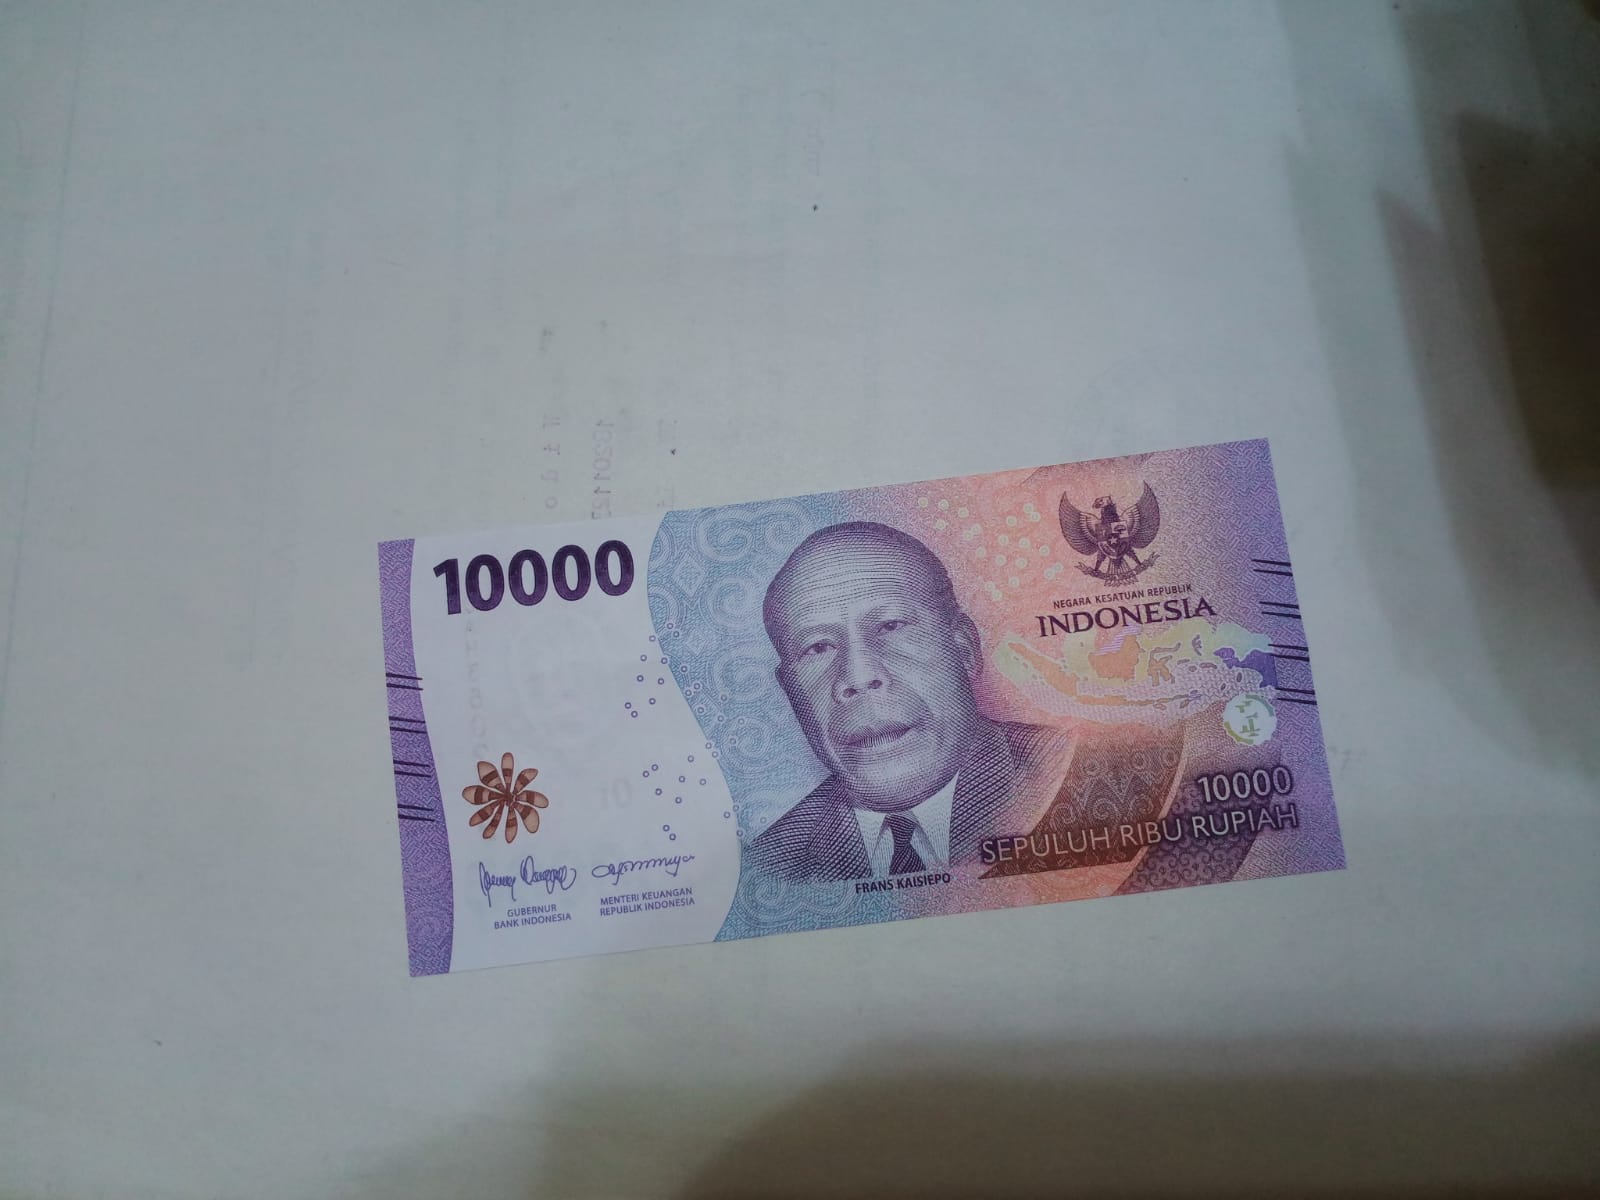 10000
NEGARA KESATUAN REPUBLIK
INDONESIA
10000
SEPULUH RIBU RUPIAH
FRANS KAISIEPO
GUBERNUR
BANK INDONESIA
MENTERI KEUANGAN
REPUBLIK INDONESIA